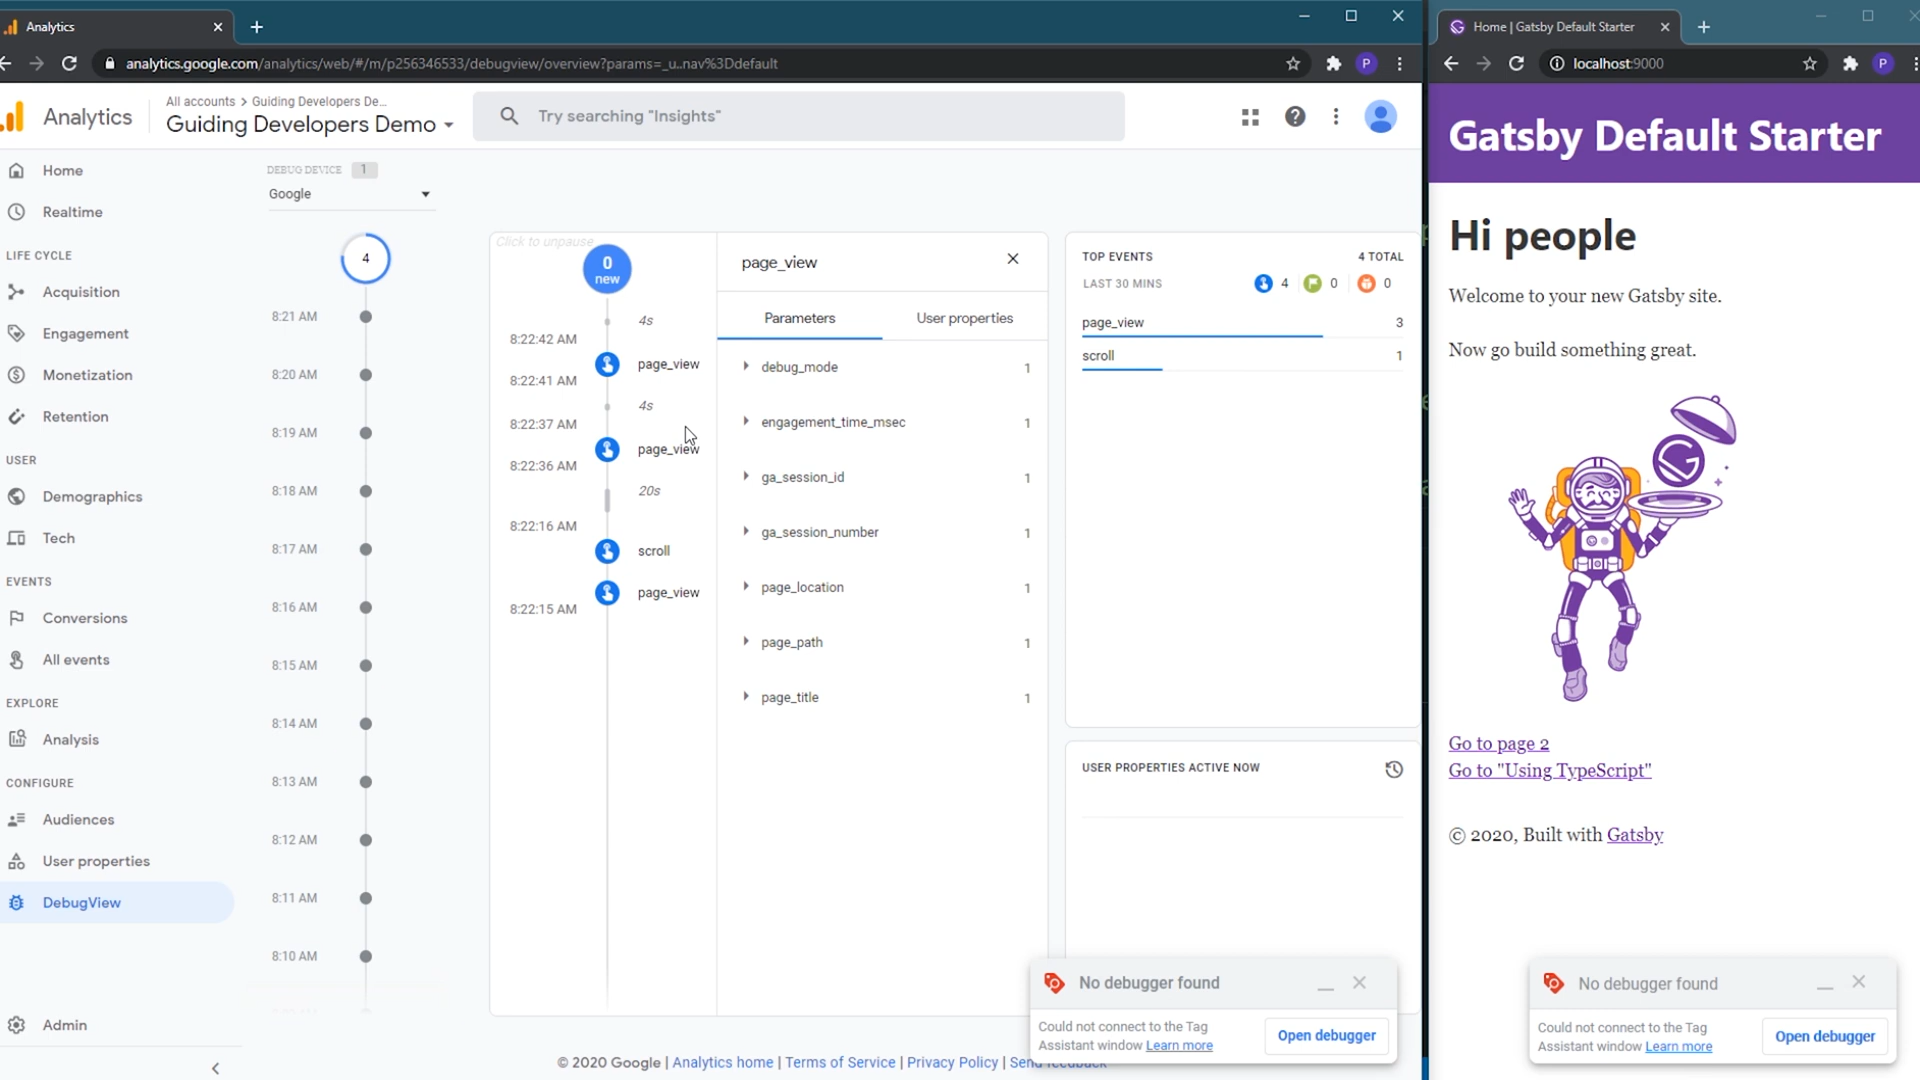 Analytics
analytics.google.com/analytics/web/#/m/p256346533/debugview/overview?params=_u..nav%3Ddefault
P
Analytics
All accounts > Guiding Developers De...
Guiding Developers Demo
Try searching "Insights"
Home
Realtime
LIFE CYCLE
Acquisition
Engagement
Monetization
Retention
USER
Demographics
Tech
EVENTS
Conversions
All events
EXPLORE
Analysis
CONFIGURE
Audiences
User properties
DebugView
Admin
DEBUG DEVICE 1
Google
4
8:21 AM
8:20 AM
8:19 AM
8:18 AM
8:17 AM
8:16 AM
8:15 AM
8:14 AM
8:13 AM
8:12 AM
8:11 AM
8:10 AM
Click to unpause
0
new
4s
8:22:42 AM
page_view
8:22:41 AM
4s
8:22:37 AM
page_view
8:22:36 AM
20s
8:22:16 AM
scroll
page_view
8:22:15 AM
page_view
Parameters User properties
debug_mode 1
engagement_time_msec 1
ga_session_id 1
ga_session_number 1
page_location 1
page_path 1
page_title 1
TOP EVENTS 4 TOTAL
LAST 30 MINS 4 0 0
page_view 3
scroll 1
USER PROPERTIES ACTIVE NOW
No debugger found
Could not connect to the Tag
Assistant window Learn more
Open debugger
© 2020 Google | Analytics home | Terms of Service | Privacy Policy | Send feedback
Home | Gatsby Default Starter
localhost:9000
P
Gatsby Default Starter
Hi people
Welcome to your new Gatsby site.
Now go build something great.
Go to page 2
Go to "Using TypeScript"
© 2020, Built with Gatsby
No debugger found
Could not connect to the Tag
Assistant window Learn more
Open debugger